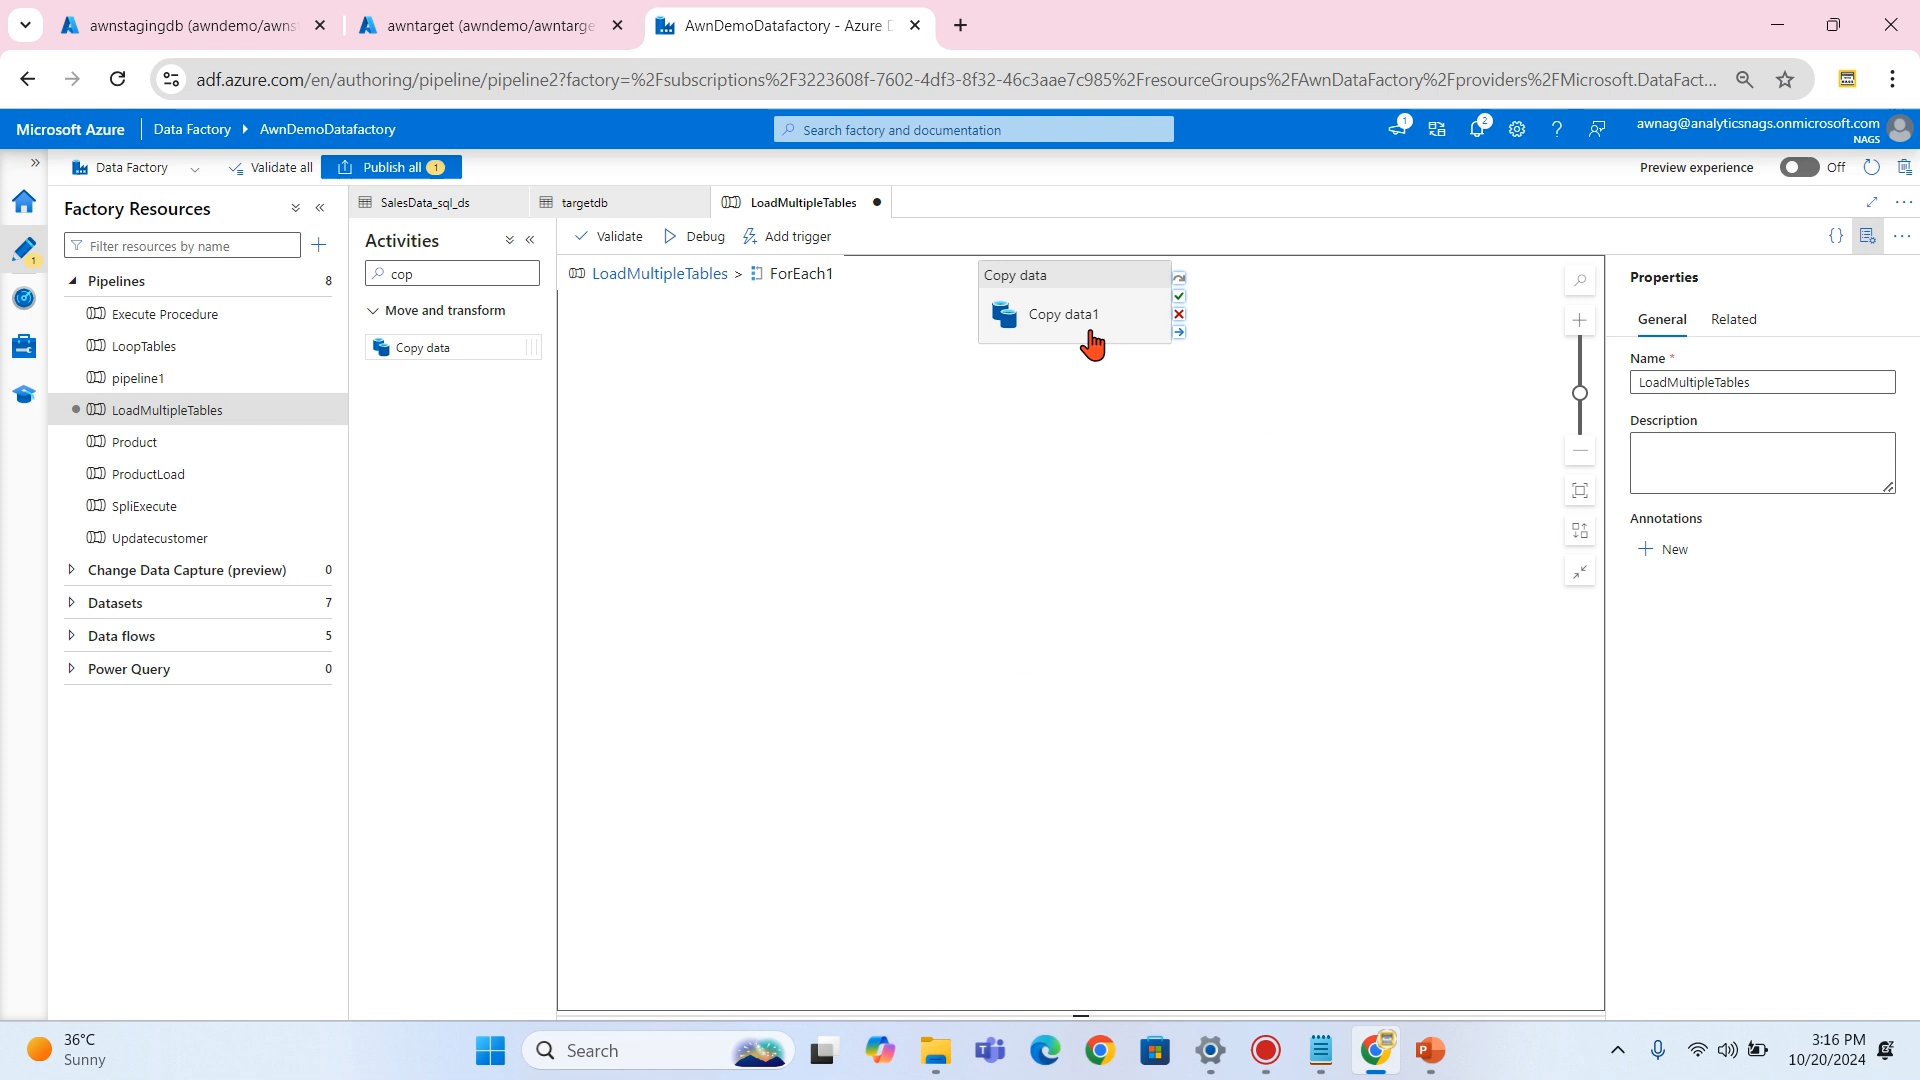 awnstagingdb (awndemo/awns
awntarget (awndemo/awntarge
AwnDemoDatafactory - Azure D
adf.azure.com/en/authoring/pipeline/pipeline2?factory=%2Fsubscriptions%2F3223608f-7602-4df3-8f32-46c3aae7c985%2FresourceGroups%2FAwnDataFactory%2Fproviders%2FMicrosoft.DataFact...
Microsoft Azure
Data Factory
AwnDemoDatafactory
Search factory and documentation
1
2
awnag@analyticsnags.onmicrosoft.com
NAGS
Data Factory
Validate all
Publish all 1
Preview experience
Off
Factory Resources
SalesData_sql_ds
targetdb
LoadMultipleTables
Filter resources by name
Activities
Validate
Debug
Add trigger
1
Pipelines 8
cop
LoadMultipleTables > ForEach1
Copy data
Copy data1
Properties
Execute Procedure
LoopTables
pipeline1
LoadMultipleTables
Product
ProductLoad
SpliExecute
Updatecustomer
Change Data Capture (preview) 0
Datasets 7
Data flows 5
Power Query 0
Move and transform
Copy data
General
Related
Name *
LoadMultipleTables
Description
Annotations
New
36°C
Sunny
Search
3:16 PM
10/20/2024